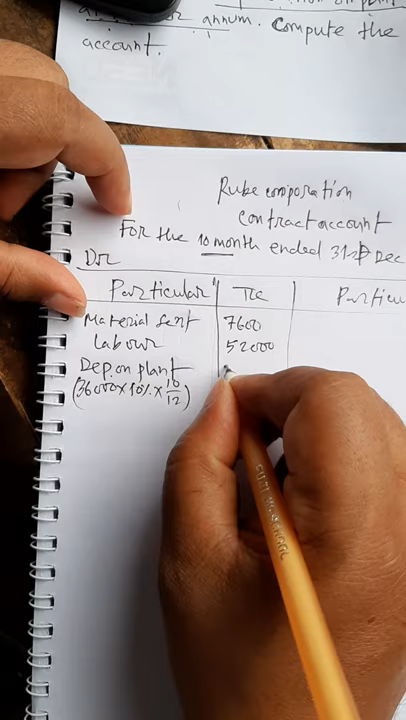 annum. Compute the
account.
Rube corporation
contract account
For the 10 month ended 31st Dec
Dr
Particular Tk Particu
Material sent 7600
labour 52000
Dep. on plant
(36000×10%×10/12)